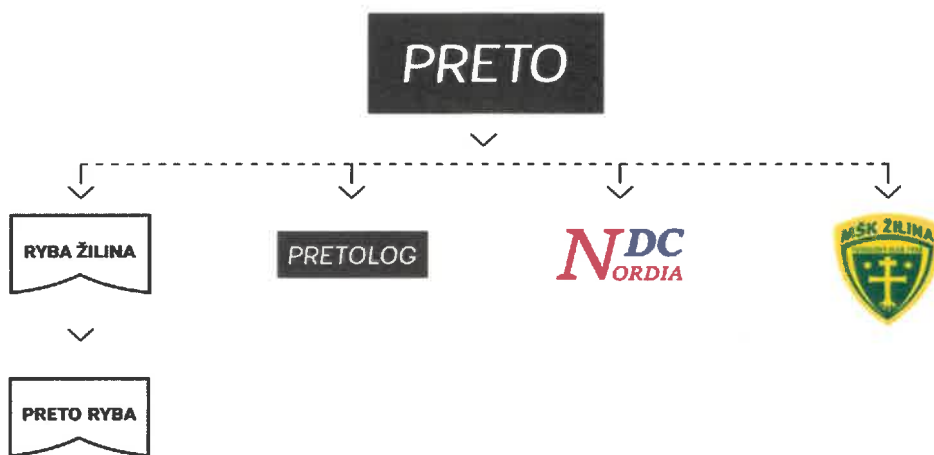 PRETO
RYBA ŽILINA
PRETOLOG
NDC
NORDIA
MŠK ŽILINA
PRETO RYBA